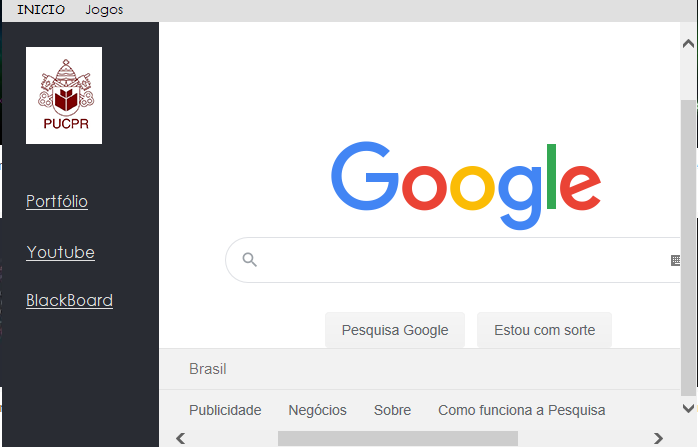 INICIO Jogos
PUCPR
Portfólio
Youtube
BlackBoard
Google
Pesquisa Google Estou com sorte
Brasil
Publicidade Negócios Sobre Como funciona a Pesquisa